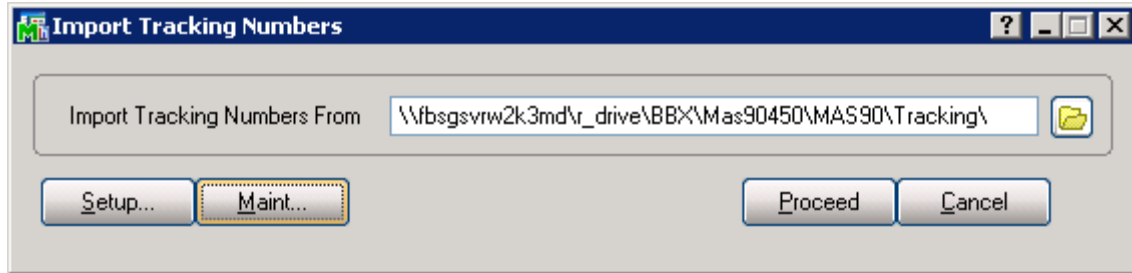 Import Tracking Numbers
Import Tracking Numbers From \\fbsgsvrw2k3md\r_drive\BBX\Mas90450\MAS90\Tracking\
Setup... Maint... Proceed Cancel